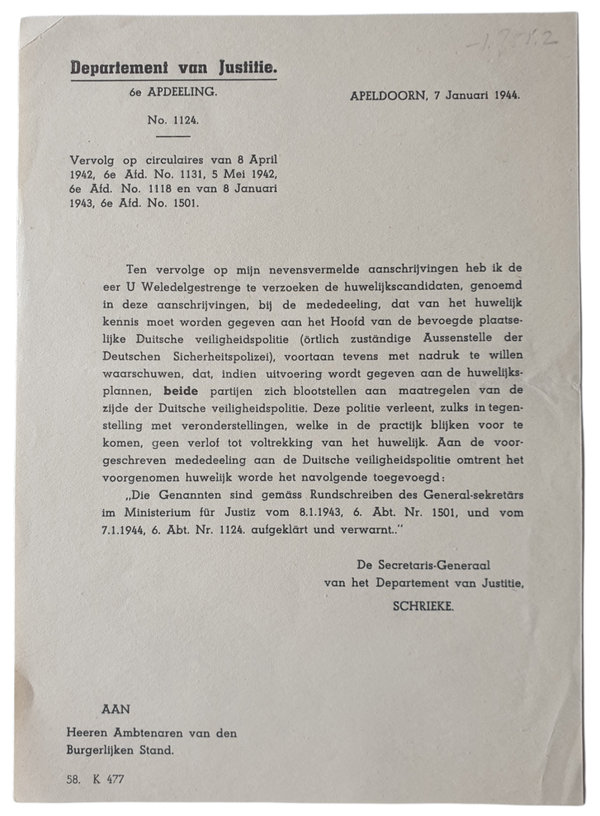 Departement van Justitie.
6e AFDEELING.
No. 1124.
APELDOORN, 7 Januari 1944.
Vervolg op circulaires van 8 April
1942, 6e Afd. No. 1131, 5 Mei 1942,
6e Afd. No. 1118 en van 8 Januari
1943, 6e Afd. No. 1501.
Ten vervolge op mijn nevensvermelde aanschrijvingen heb ik de
eer U Weledelgestrenge te verzoeken de huwelijkscandidaten, genoemd
in deze aanschrijvingen, bij de mededeeling, dat van het huwelijk
kennis moet worden gegeven aan het Hoofd van de bevoegde plaatse-
lijke Duitsche veiligheidspolitie (örtlich zuständige Aussenstelle der
Deutschen Sicherheitspolizei), voortaan tevens met nadruk te willen
waarschuwen, dat, indien uitvoering wordt gegeven aan de huwelijks-
plannen, beide partijen zich blootstellen aan maatregelen van de
zijde der Duitsche veiligheidspolitie. Deze politie verleent, zulks in tegen-
stelling met veronderstellingen, welke in de practijk blijken voor te
komen, geen verlof tot voltrekking van het huwelijk. Aan de voor-
geschreven mededeeling aan de Duitsche veiligheidspolitie omtrent het
voorgenomen huwelijk worde het navolgende toegevoegd:
„Die Genannten sind gemäss Rundschreiben des General-sekretärs
im Ministerium für Justiz vom 8.1.1943, 6. Abt. Nr. 1501, und vom
7.1.1944, 6. Abt. Nr. 1124. aufgeklärt und verwarnt.."
De Secretaris-Generaal
van het Departement van Justitie,
SCHRIEKE.
AAN
Heeren Ambtenaren van den
Burgerlijken Stand.
58. K 477